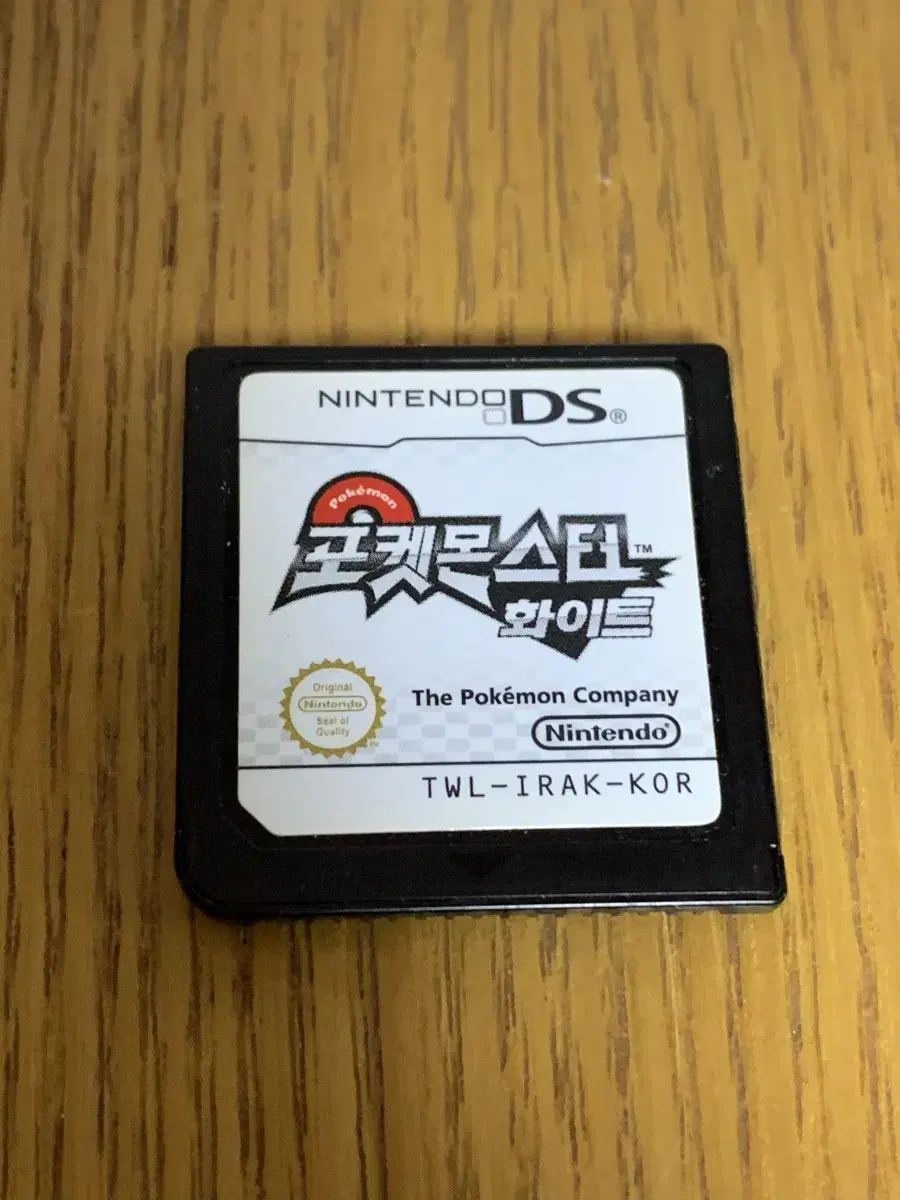 NINTENDO DS®
Pokémon
포켓몬스터™
화이트
Original
Nintendo
Seal of
Quality
The Pokémon Company
Nintendo®
TWL-IRAK-KOR